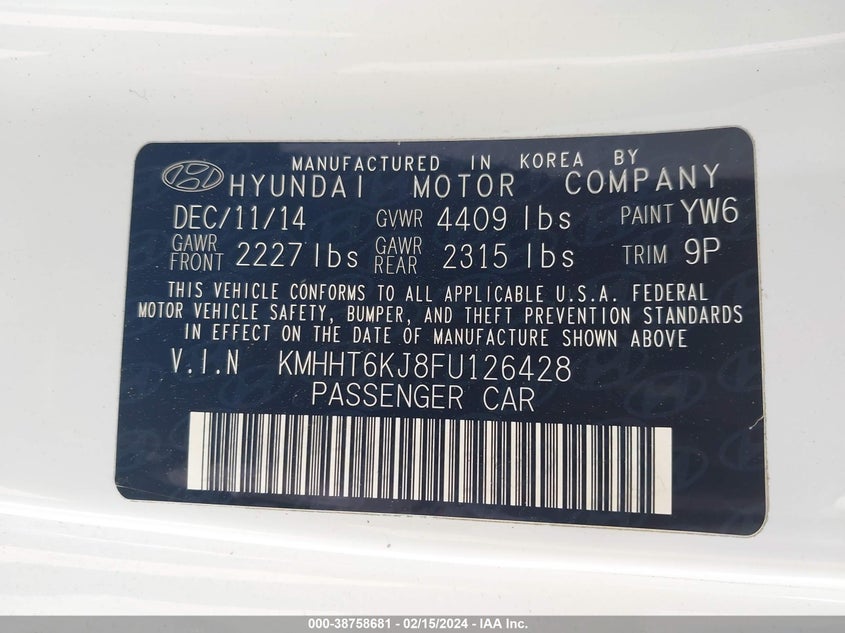 MANUFACTURED IN KOREA BY
HYUNDAI MOTOR COMPANY
DEC/11/14 GVWR 4409 lbs PAINT YW6
GAWR FRONT 2227 lbs GAWR REAR 2315 lbs TRIM 9P
THIS VEHICLE CONFORMS TO ALL APPLICABLE U.S.A. FEDERAL
MOTOR VEHICLE SAFETY, BUMPER, AND THEFT PREVENTION STANDARDS
IN EFFECT ON THE DATE OF MANUFACTURE SHOWN ABOVE
V.I.N KMHHT6KJ8FU126428
PASSENGER CAR
000-38758681 - 02/15/2024 - IAA Inc.